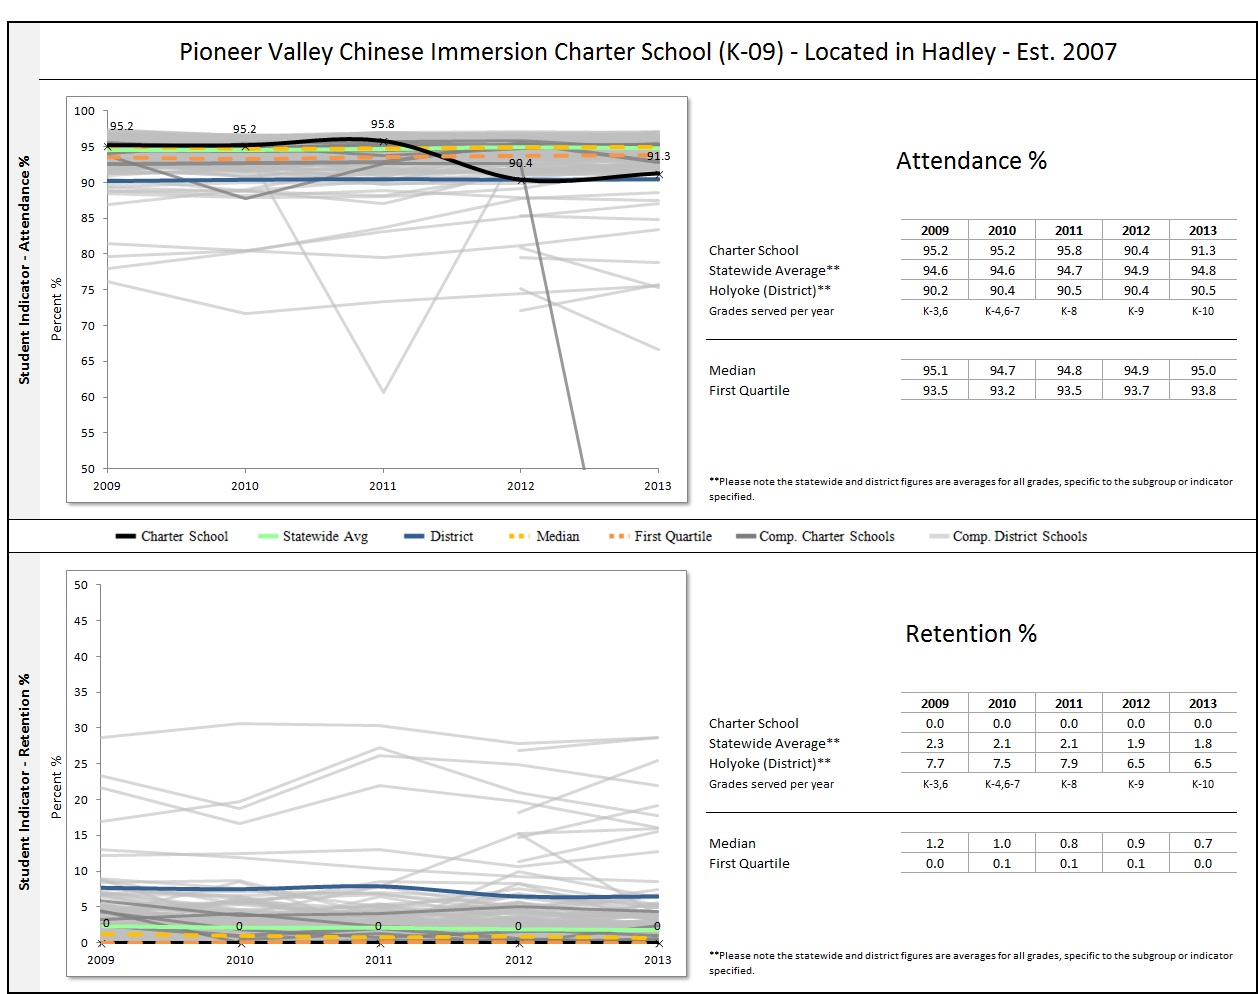 Pioneer Valley Chinese Immersion Charter School (K-09) - Located in Hadley - Est. 2007
Student Indicator - Attendance %
Percent %
100
95
90
85
80
75
70
65
60
55
50
95.2
95.2
95.8
90.4
91.3
2009 2010 2011 2012 2013
Attendance %
2009 2010 2011 2012 2013
Charter School 95.2 95.2 95.8 90.4 91.3
Statewide Average** 94.6 94.6 94.7 94.9 94.8
Holyoke (District)** 90.2 90.4 90.5 90.4 90.5
Grades served per year K-3,6 K-4,6-7 K-8 K-9 K-10
Median 95.1 94.7 94.8 94.9 95.0
First Quartile 93.5 93.2 93.5 93.7 93.8
**Please note the statewide and district figures are averages for all grades, specific to the subgroup or indicator
specified.
Charter School Statewide Avg District Median First Quartile Comp. Charter Schools Comp. District Schools
Student Indicator - Retention %
Percent %
50
45
40
35
30
25
20
15
10
5
0
0 0 0 0 0
2009 2010 2011 2012 2013
Retention %
2009 2010 2011 2012 2013
Charter School 0.0 0.0 0.0 0.0 0.0
Statewide Average** 2.3 2.1 2.1 1.9 1.8
Holyoke (District)** 7.7 7.5 7.9 6.5 6.5
Grades served per year K-3,6 K-4,6-7 K-8 K-9 K-10
Median 1.2 1.0 0.8 0.9 0.7
First Quartile 0.0 0.1 0.1 0.1 0.0
**Please note the statewide and district figures are averages for all grades, specific to the subgroup or indicator
specified.